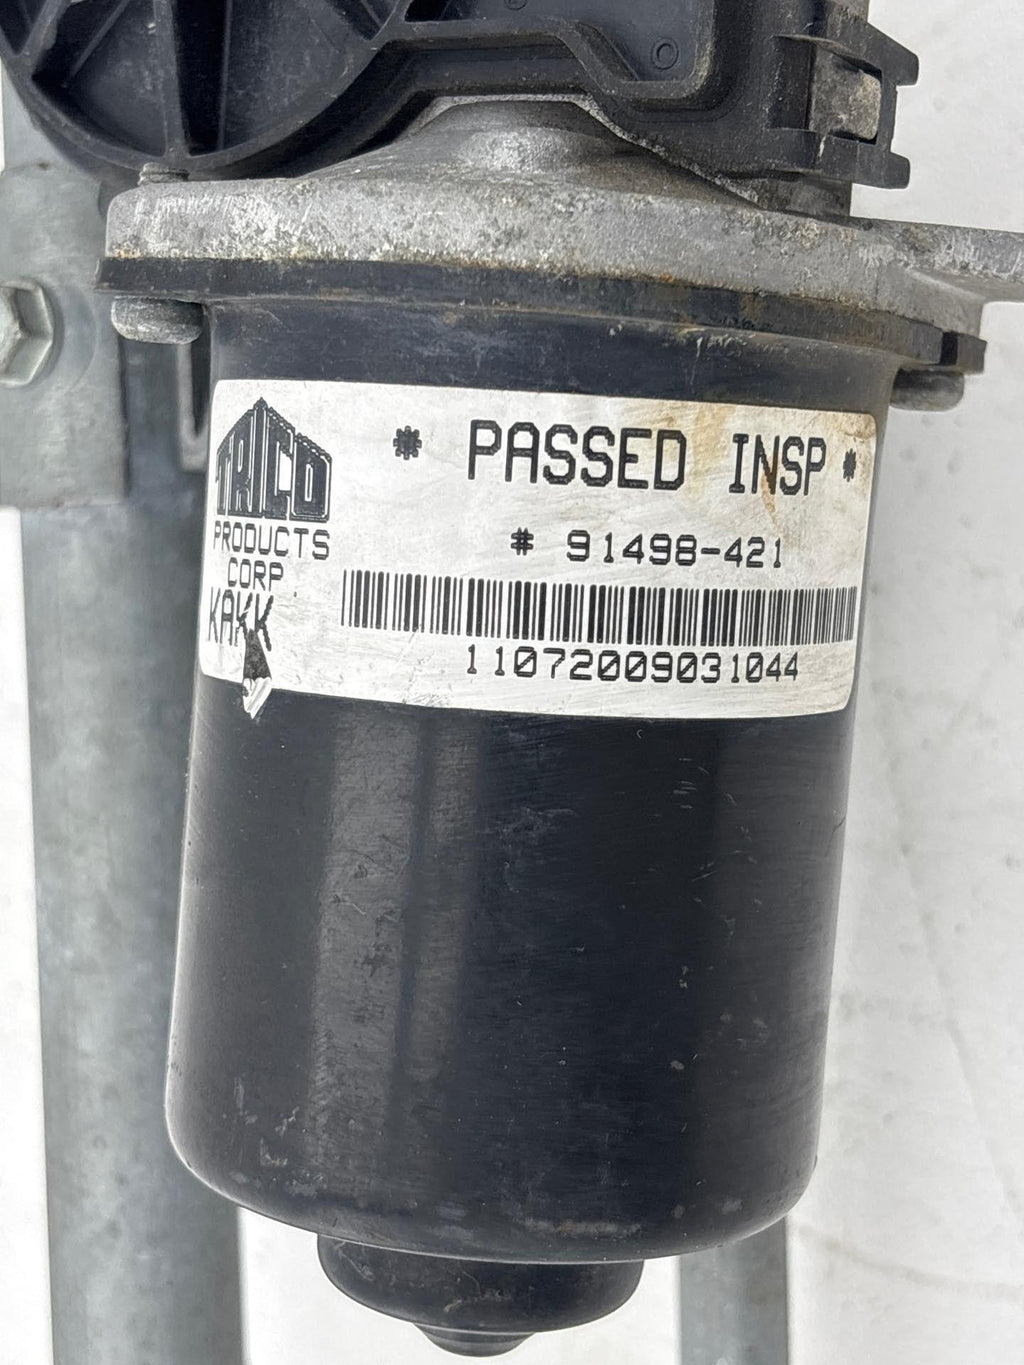 TRICO
PRODUCTS
CORP
KAKK
* PASSED INSP *
# 91498-421
11072009031044